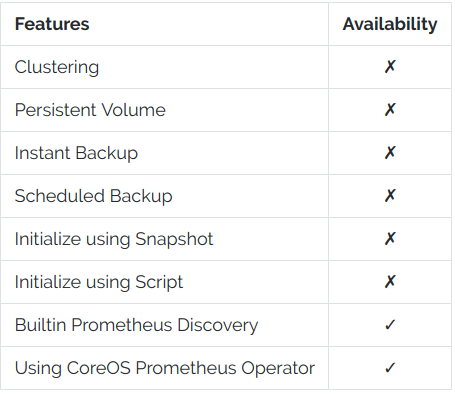 Features Availability
Clustering ✗
Persistent Volume ✗
Instant Backup ✗
Scheduled Backup ✗
Initialize using Snapshot ✗
Initialize using Script ✗
Builtin Prometheus Discovery ✓
Using CoreOS Prometheus Operator ✓